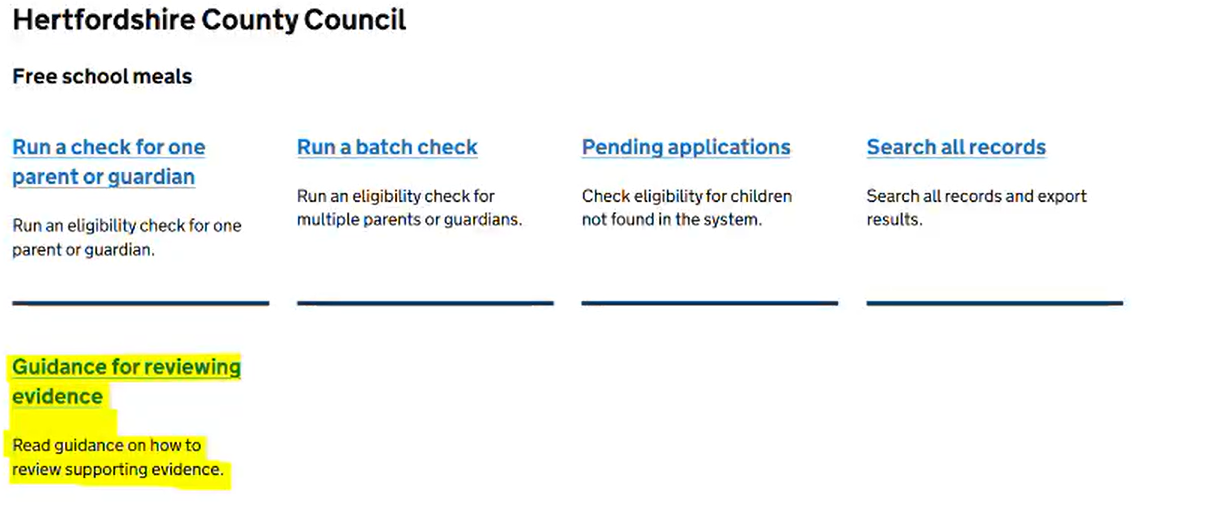 Hertfordshire County Council
Free school meals
Run a check for one
parent or guardian
Run an eligibility check for one
parent or guardian.
Run a batch check
Run an eligibility check for
multiple parents or guardians.
Pending applications
Check eligibility for children
not found in the system.
Search all records
Search all records and export
results.
Guidance for reviewing
evidence
Read guidance on how to
review supporting evidence.